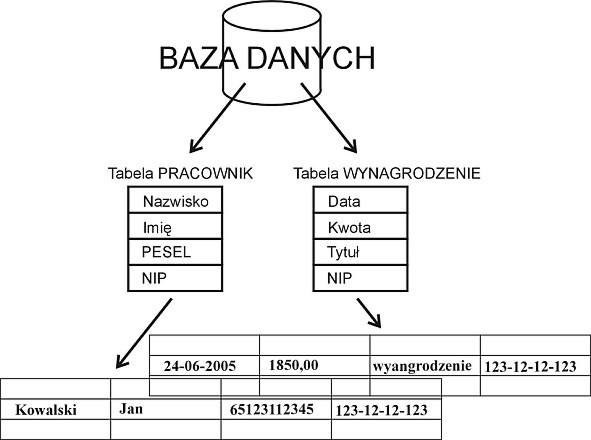 BAZA DANYCH
Tabela PRACOWNIK
Nazwisko
Imię
PESEL
NIP
Tabela WYNAGRODZENIE
Data
Kwota
Tytuł
NIP
24-06-2005 1850,00 wyangrodzenie 123-12-12-123
Kowalski Jan 65123112345 123-12-12-123